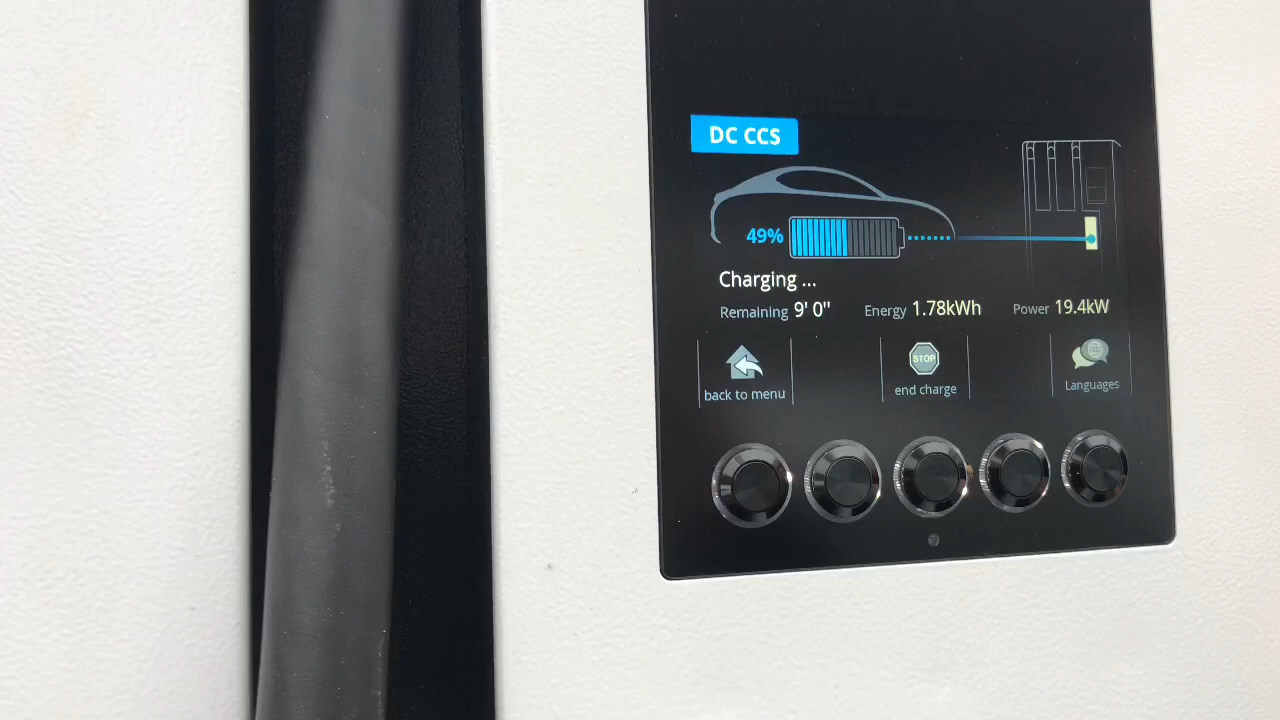 DC CCS
49%
Charging ...
Remaining 9' 0'' Energy 1.78kWh Power 19.4kW
STOP
back to menu end charge Languages